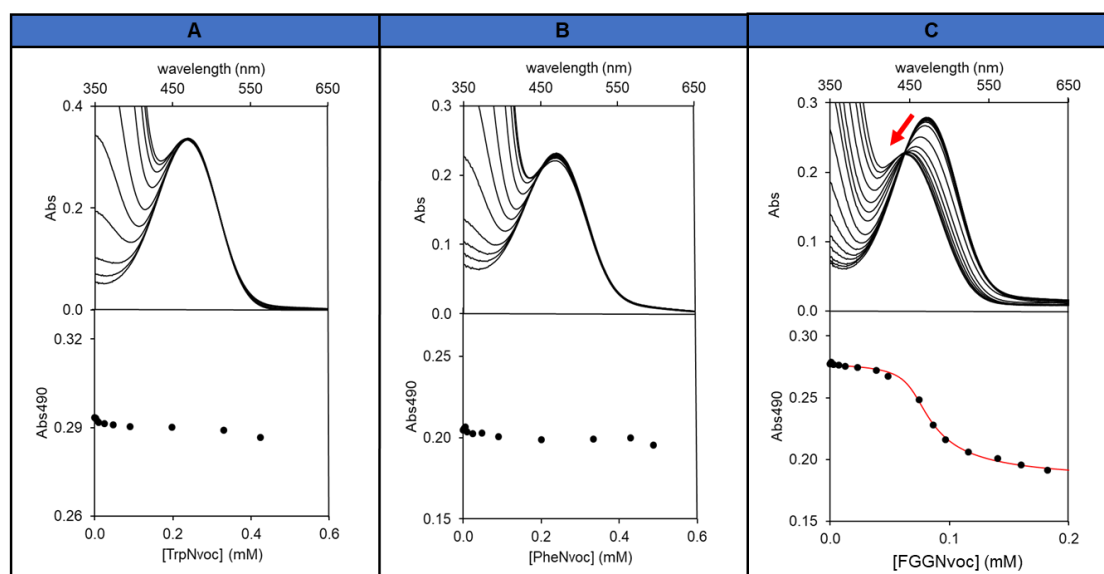 A
wavelength (nm)
350 450 550 650
0.4
0.2
0.0
Abs
0.32
0.29
0.26
Abs490
0.0 0.2 0.4 0.6
[TrpNvoc] (mM)
B
wavelength (nm)
350 450 550 650
0.3
0.2
0.1
0.0
Abs
0.25
0.20
0.15
Abs490
0.0 0.2 0.4 0.6
[PheNvoc] (mM)
C
wavelength (nm)
350 450 550 650
0.3
0.2
0.1
0.0
Abs
0.30
0.25
0.20
0.15
Abs490
0.0 0.1 0.2
[FGGNvoc] (mM)